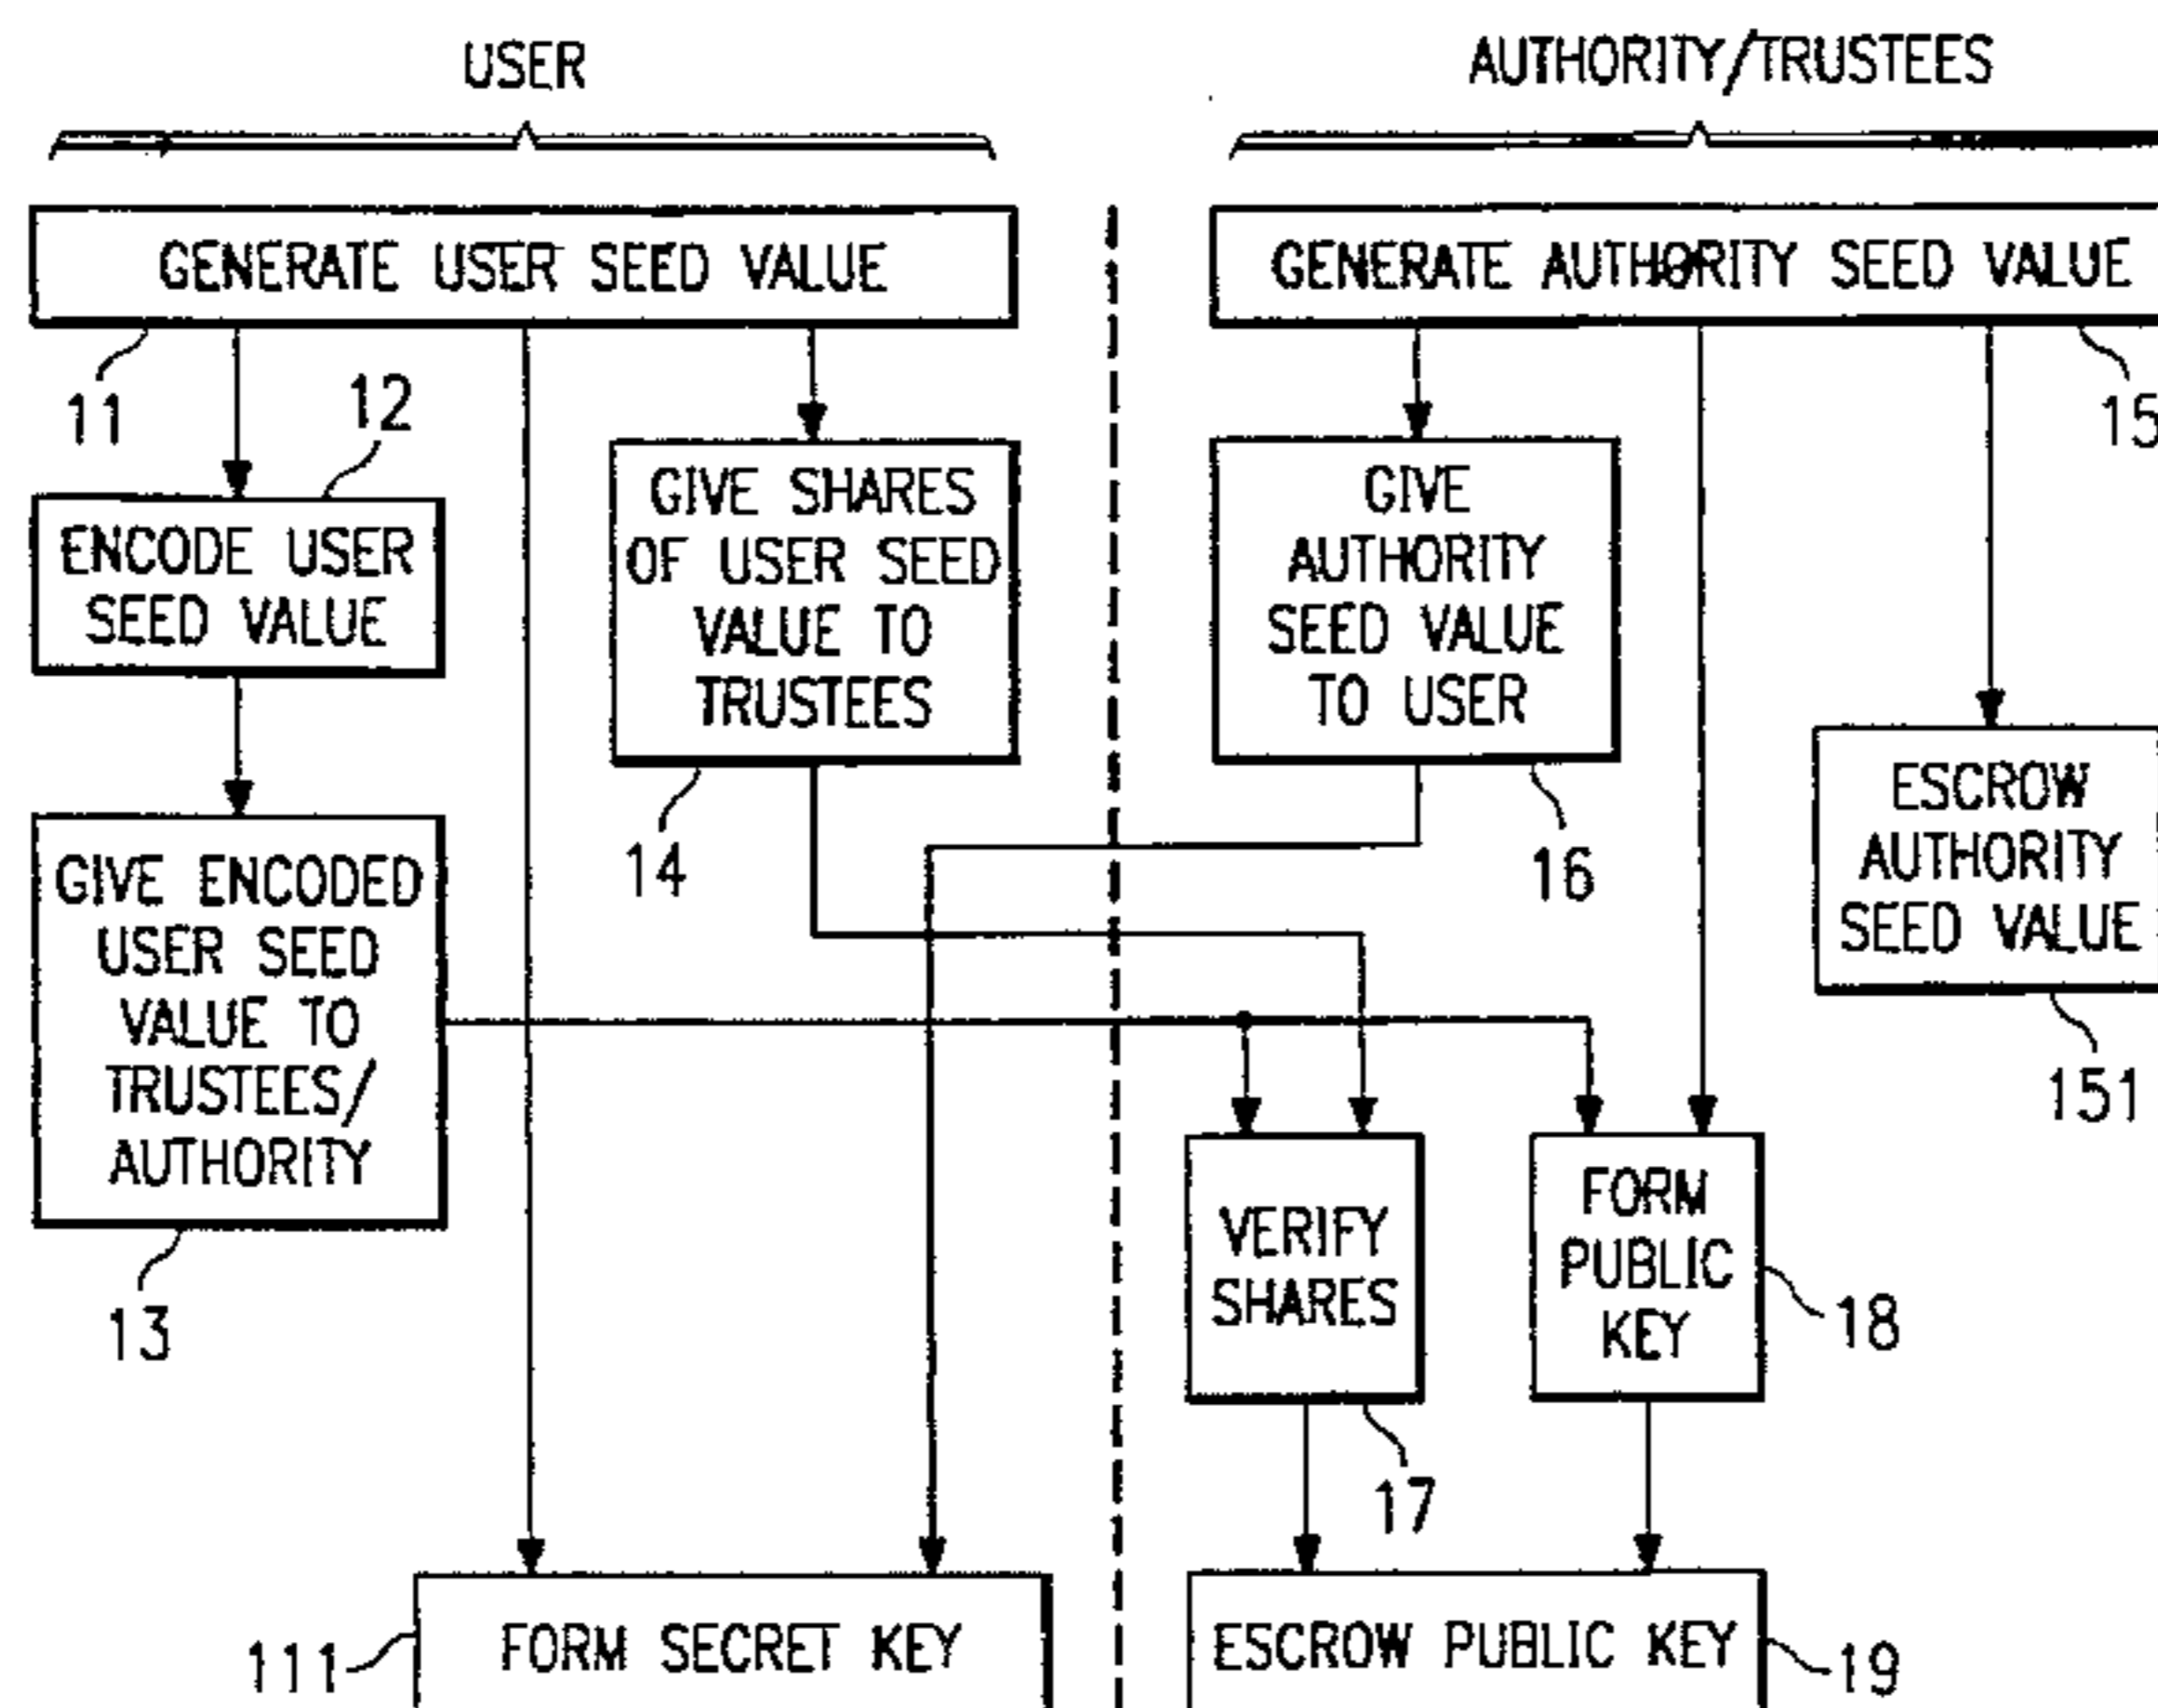 USER
AUTHORITY/TRUSTEES
GENERATE USER SEED VALUE
GENERATE AUTHORITY SEED VALUE
11
12
15
ENCODE USER
SEED VALUE
GIVE SHARES
OF USER SEED
VALUE TO
TRUSTEES
GIVE
AUTHORITY
SEED VALUE
TO USER
14
16
ESCROW
AUTHORITY
SEED VALUE
151
GIVE ENCODED
USER SEED
VALUE TO
TRUSTEES/
AUTHORITY
13
VERIFY
SHARES
17
FORM
PUBLIC
KEY
18
111
FORM SECRET KEY
ESCROW PUBLIC KEY
19